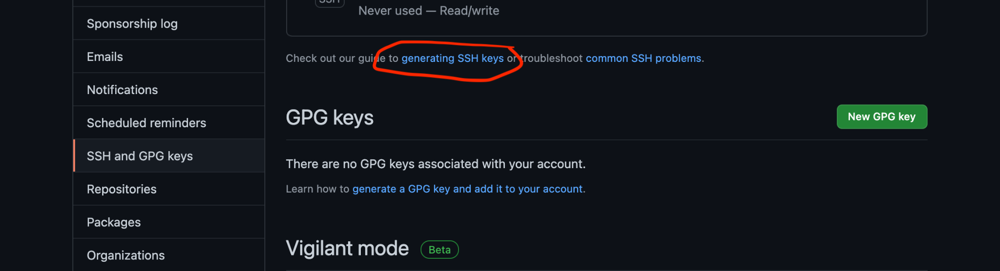 Sponsorship log
Emails
Notifications
Scheduled reminders
SSH and GPG keys
Repositories
Packages
Organizations
SSH
Never used — Read/write
Check out our guide to generating SSH keys or troubleshoot common SSH problems.
GPG keys
New GPG key
There are no GPG keys associated with your account.
Learn how to generate a GPG key and add it to your account.
Vigilant mode Beta